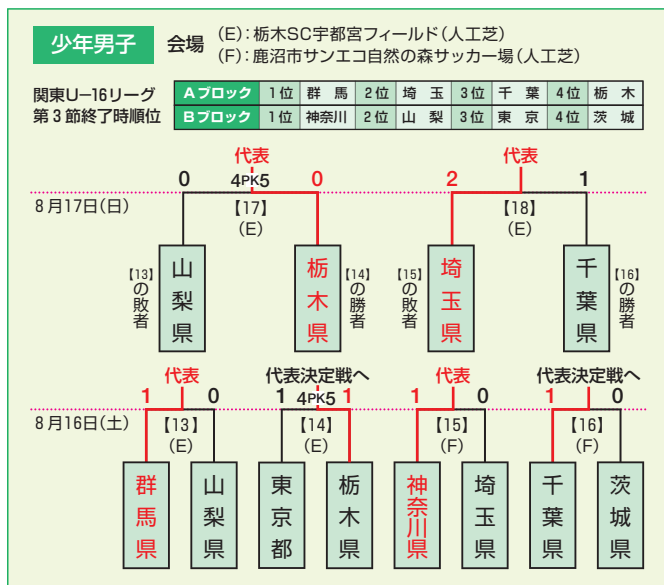 少年男子 会場 (E):栃木SC宇都宮フィールド(人工芝)
(F):鹿沼市サンエコ自然の森サッカー場(人工芝)
関東U−16リーグ
第3節終了時順位
Aブロック 1位 群馬 2位 埼玉 3位 千葉 4位 栃木
Bブロック 1位 神奈川 2位 山梨 3位 東京 4位 茨城
代表 代表
0 4PK5 0 2 1
8月17日(日) 【17】 【18】
(E) (E)
【13】の敗者 山梨県 栃木県 【14】の勝者 【15】の敗者 埼玉県 千葉県 【16】の勝者
代表 代表決定戦へ 代表 代表決定戦へ
1 0 1 4PK5 1 1 0 1 0
8月16日(土) 【13】 【14】 【15】 【16】
(E) (E) (F) (F)
群馬県 山梨県 東京都 栃木県 神奈川県 埼玉県 千葉県 茨城県